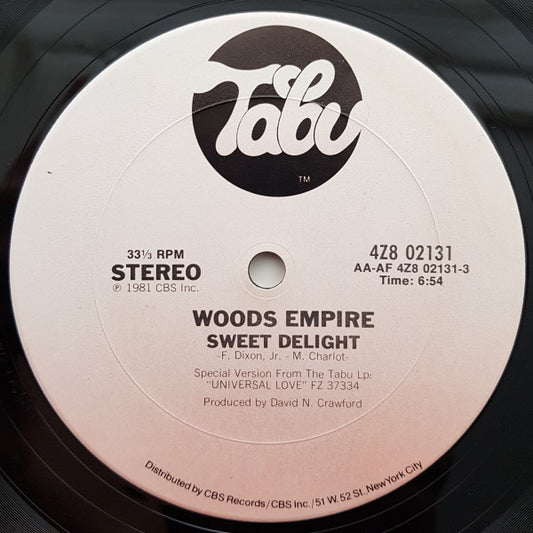 Tabu
TM
33⅓ RPM
STEREO
℗ 1981 CBS Inc.
4Z8 02131
AA-AF 4Z8 02131-3
Time: 6:54
WOODS EMPIRE
SWEET DELIGHT
-F. Dixon, Jr. - M. Charlot-
Special Version From The Tabu Lp:
"UNIVERSAL LOVE" FZ 37334
Produced by David N. Crawford
Distributed by CBS Records/CBS Inc./51 W. 52 St., New York City